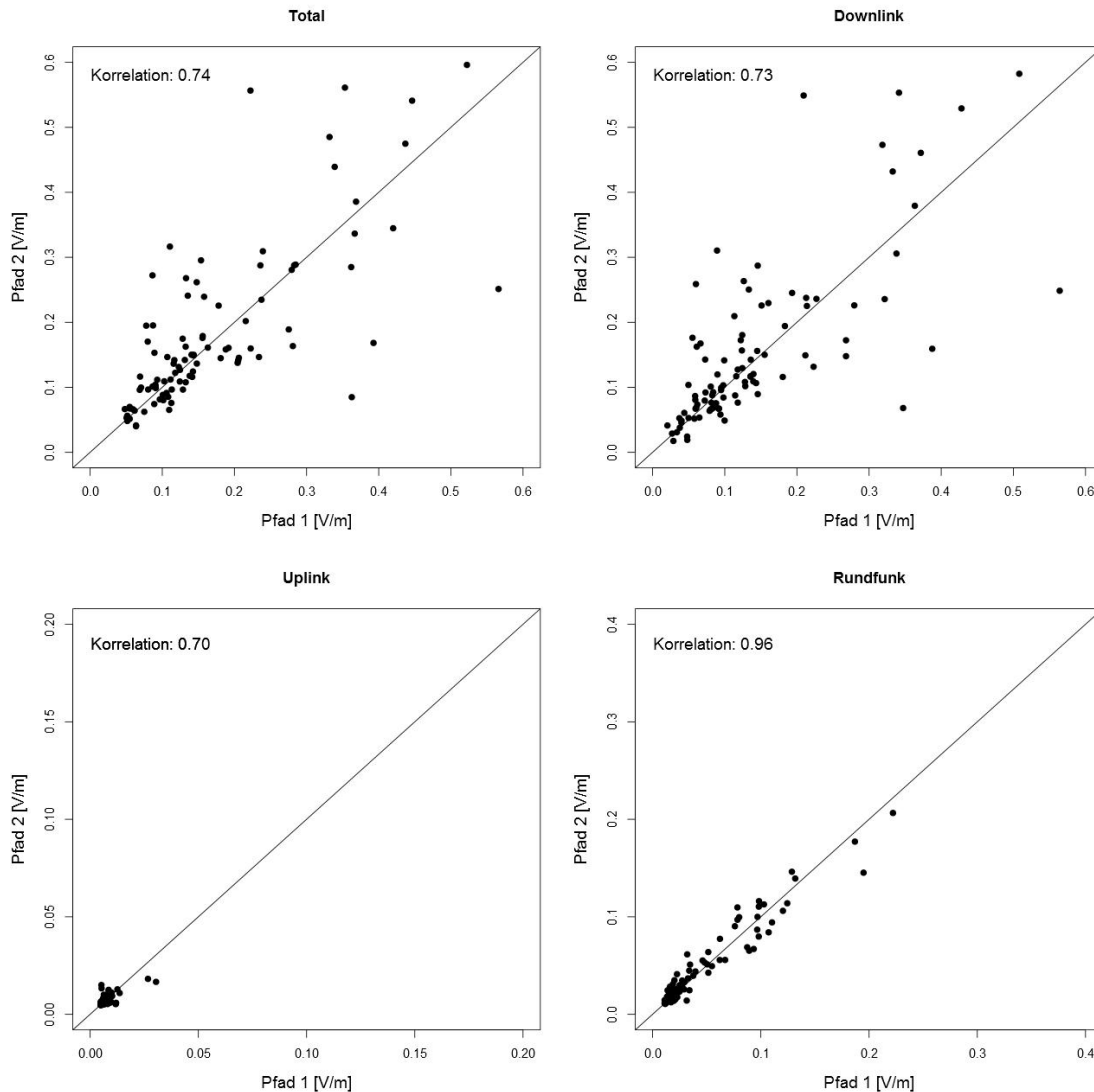 Total
Korrelation: 0.74
Pfad 2 [V/m]
0.0 0.1 0.2 0.3 0.4 0.5 0.6
0.0 0.1 0.2 0.3 0.4 0.5 0.6
Pfad 1 [V/m]
Downlink
Korrelation: 0.73
Pfad 2 [V/m]
0.0 0.1 0.2 0.3 0.4 0.5 0.6
0.0 0.1 0.2 0.3 0.4 0.5 0.6
Pfad 1 [V/m]
Uplink
Korrelation: 0.70
Pfad 2 [V/m]
0.00 0.05 0.10 0.15 0.20
0.00 0.05 0.10 0.15 0.20
Pfad 1 [V/m]
Rundfunk
Korrelation: 0.96
Pfad 2 [V/m]
0.0 0.1 0.2 0.3 0.4
0.0 0.1 0.2 0.3 0.4
Pfad 1 [V/m]